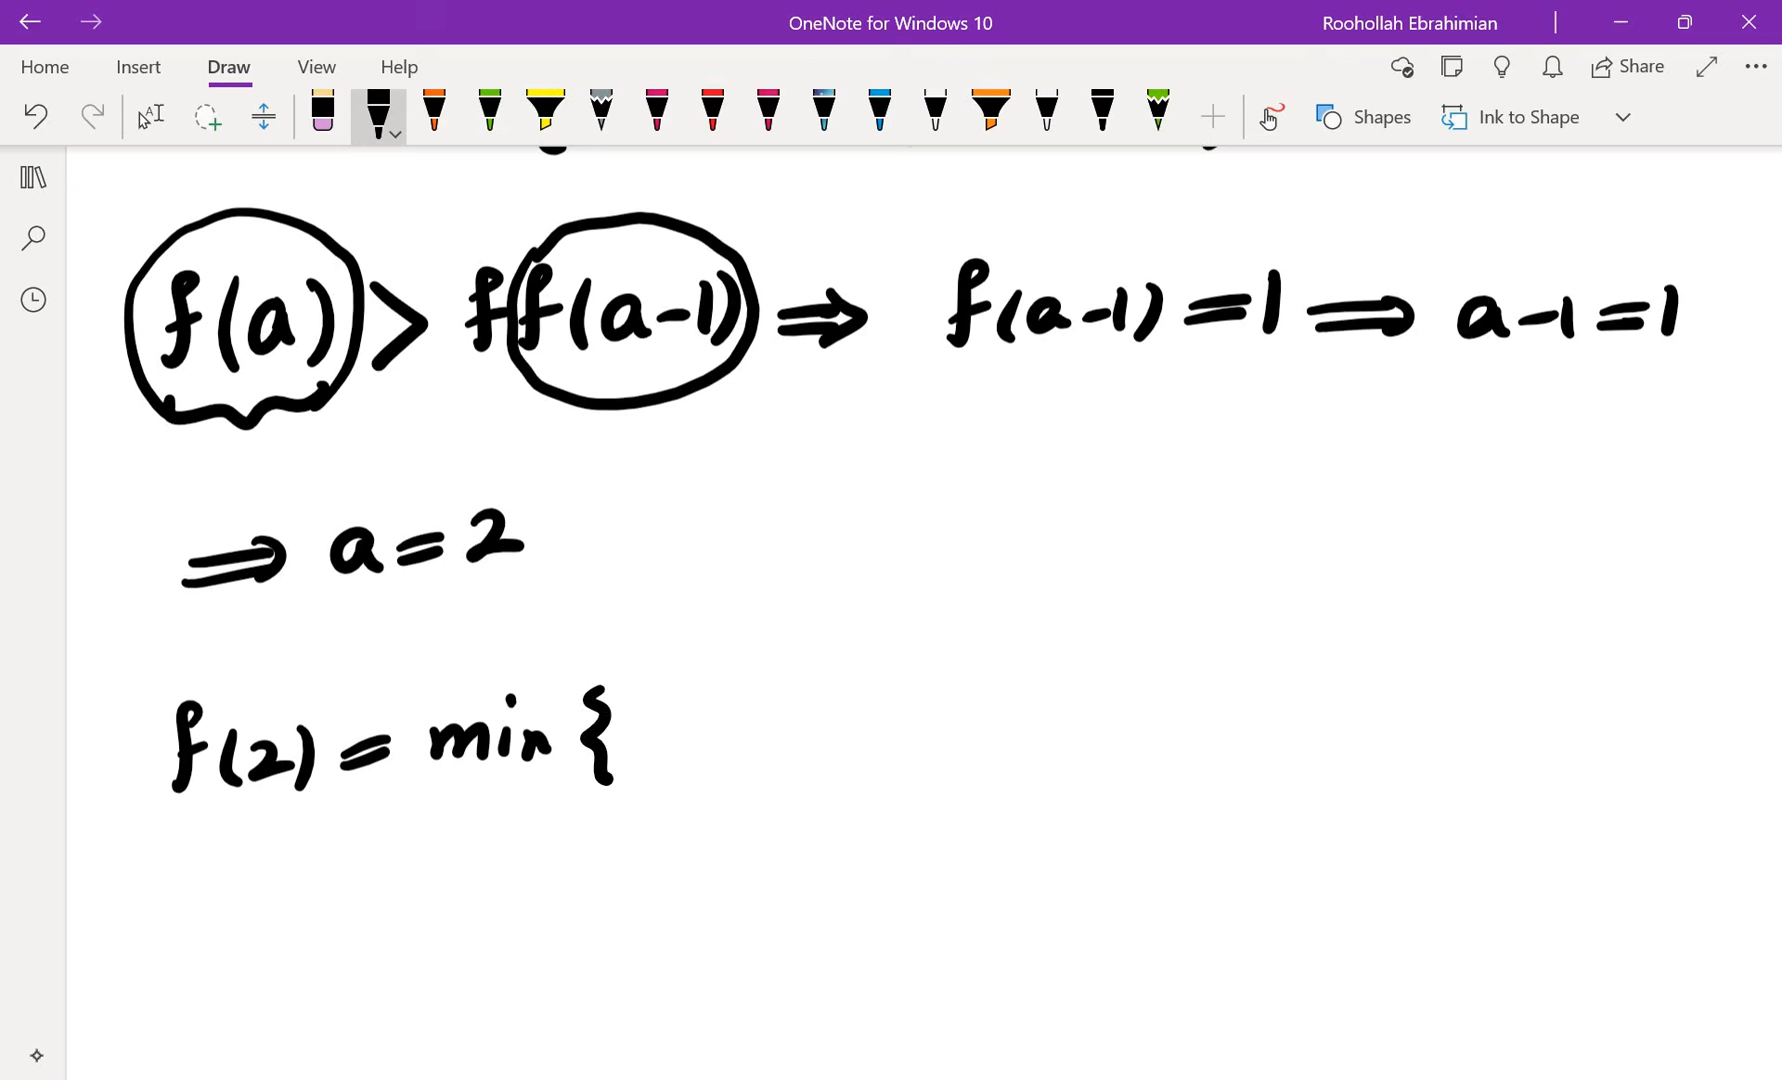 OneNote for Windows 10 Roohollah Ebrahimian
Home Insert Draw View Help Share
Shapes Ink to Shape
f(a) > ff(a-1) ⇒ f(a-1) = 1 ⇒ a-1 = 1
⇒ a = 2
f(2) = min {